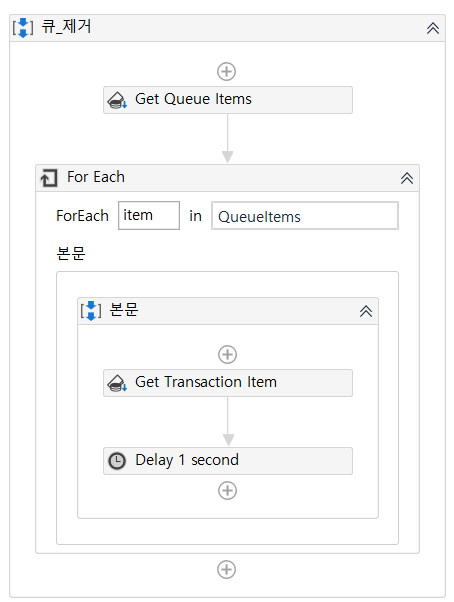 큐_제거
Get Queue Items
For Each
ForEach item in QueueItems
본문
본문
Get Transaction Item
Delay 1 second